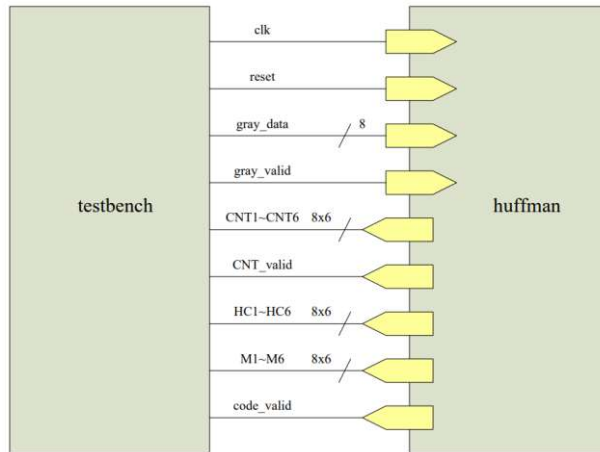 clk
reset
gray_data 8
gray_valid
testbench
huffman
CNT1~CNT6 8x6
CNT_valid
HC1~HC6 8x6
M1~M6 8x6
code_valid